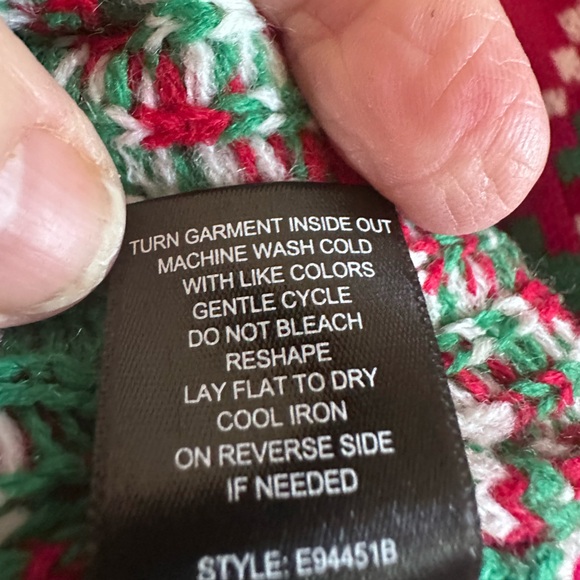 TURN GARMENT INSIDE OUT
MACHINE WASH COLD
WITH LIKE COLORS
GENTLE CYCLE
DO NOT BLEACH
RESHAPE
LAY FLAT TO DRY
COOL IRON
ON REVERSE SIDE
IF NEEDED
STYLE: E94451B